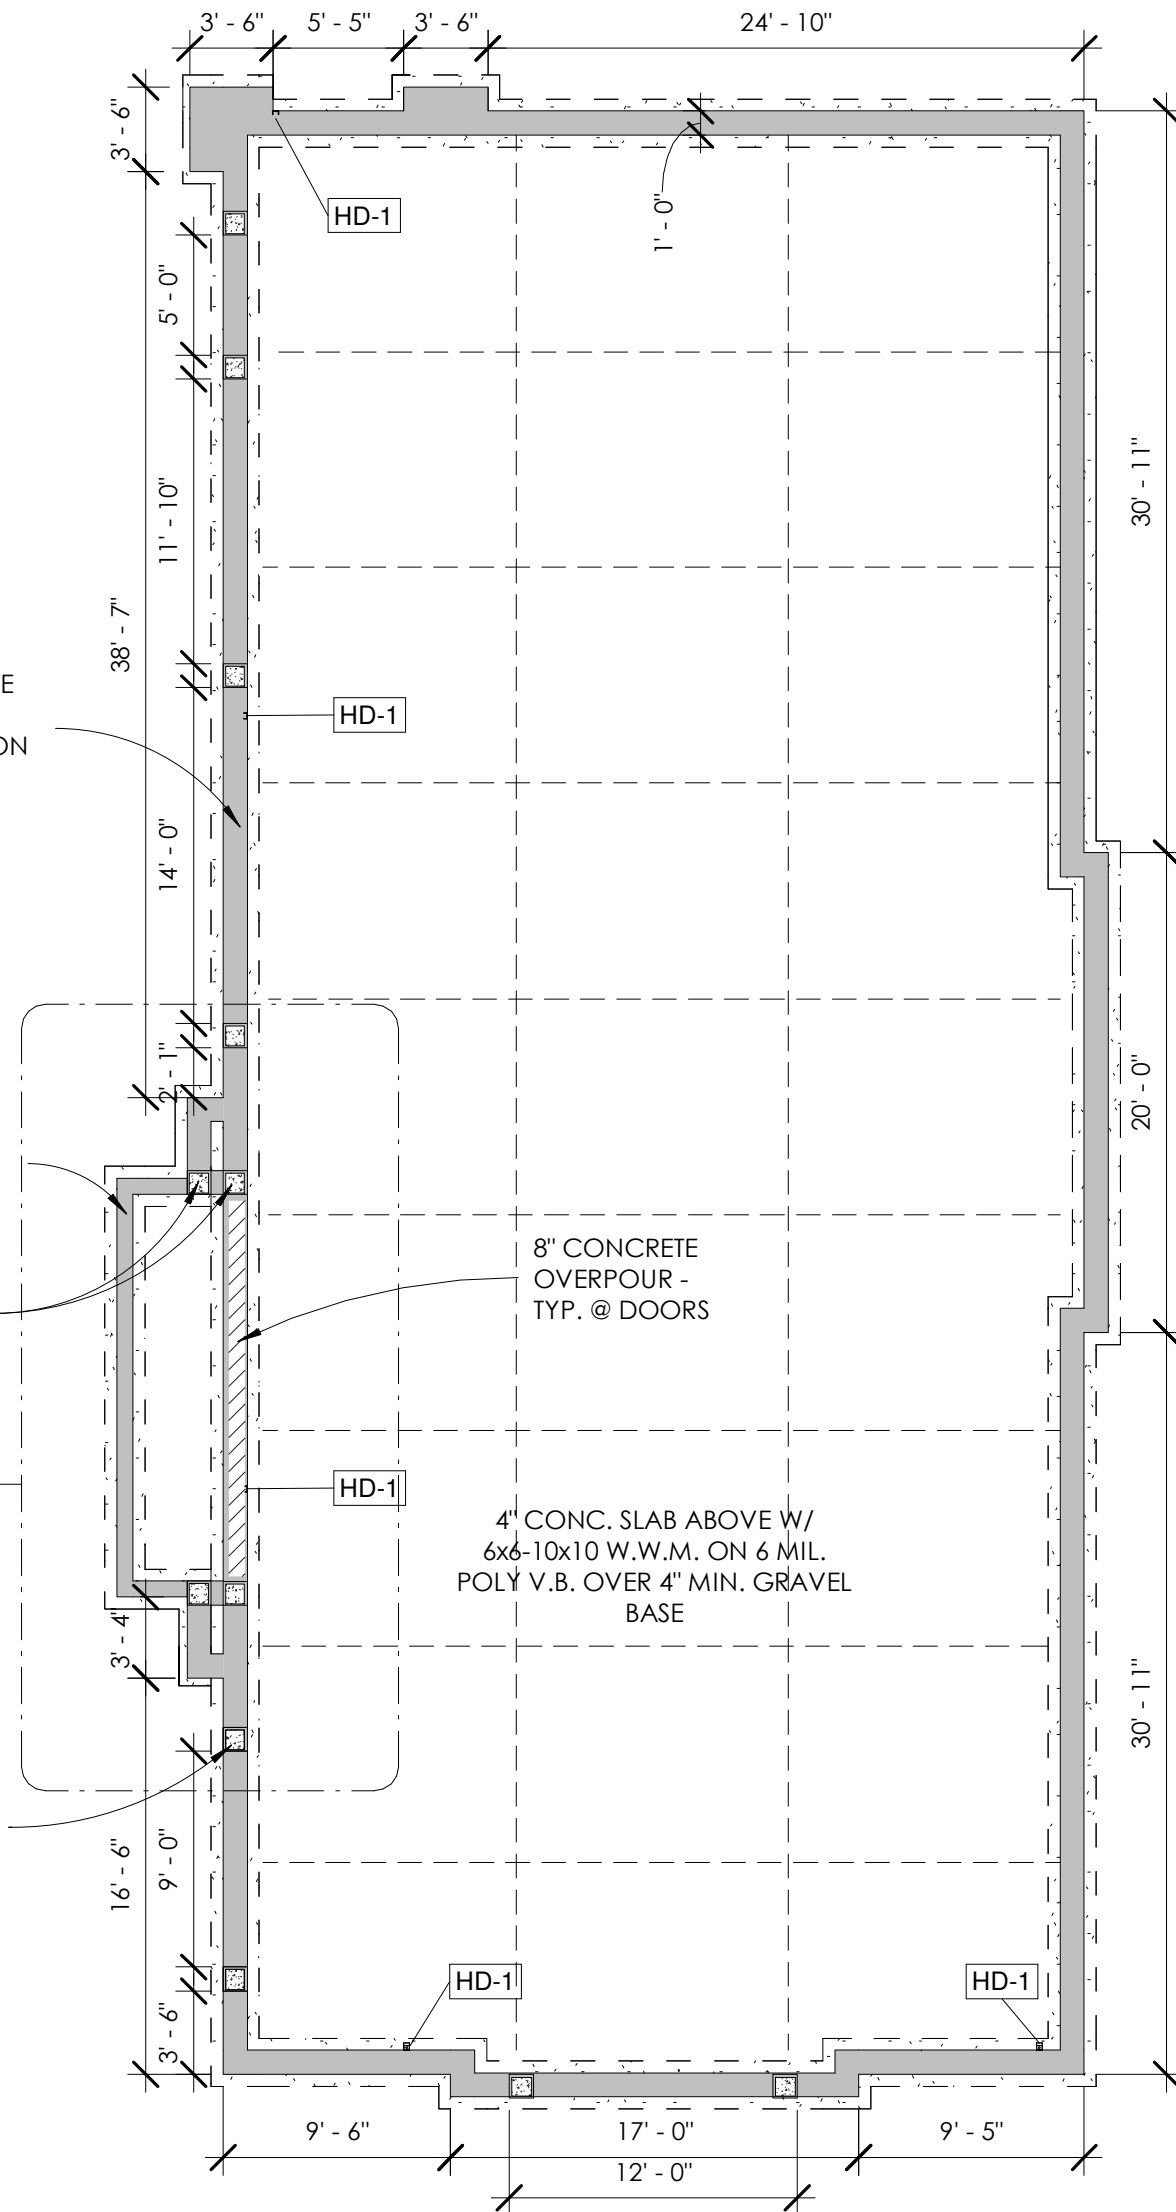 3' - 6"
5' - 5"
3' - 6"
24' - 10"
3' - 6"
HD-1
1' - 0"
5' - 0"
11' - 10"
30' - 11"
38' - 7"
E
ON
HD-1
14' - 0"
2' - 1"
20' - 0"
8" CONCRETE
OVERPOUR -
TYP. @ DOORS
HD-1
4" CONC. SLAB ABOVE W/
6x6-10x10 W.W.M. ON 6 MIL.
POLY V.B. OVER 4" MIN. GRAVEL
BASE
3' - 4"
30' - 11"
16' - 6"
9' - 0"
HD-1
HD-1
3' - 6"
9' - 6"
17' - 0"
9' - 5"
12' - 0"